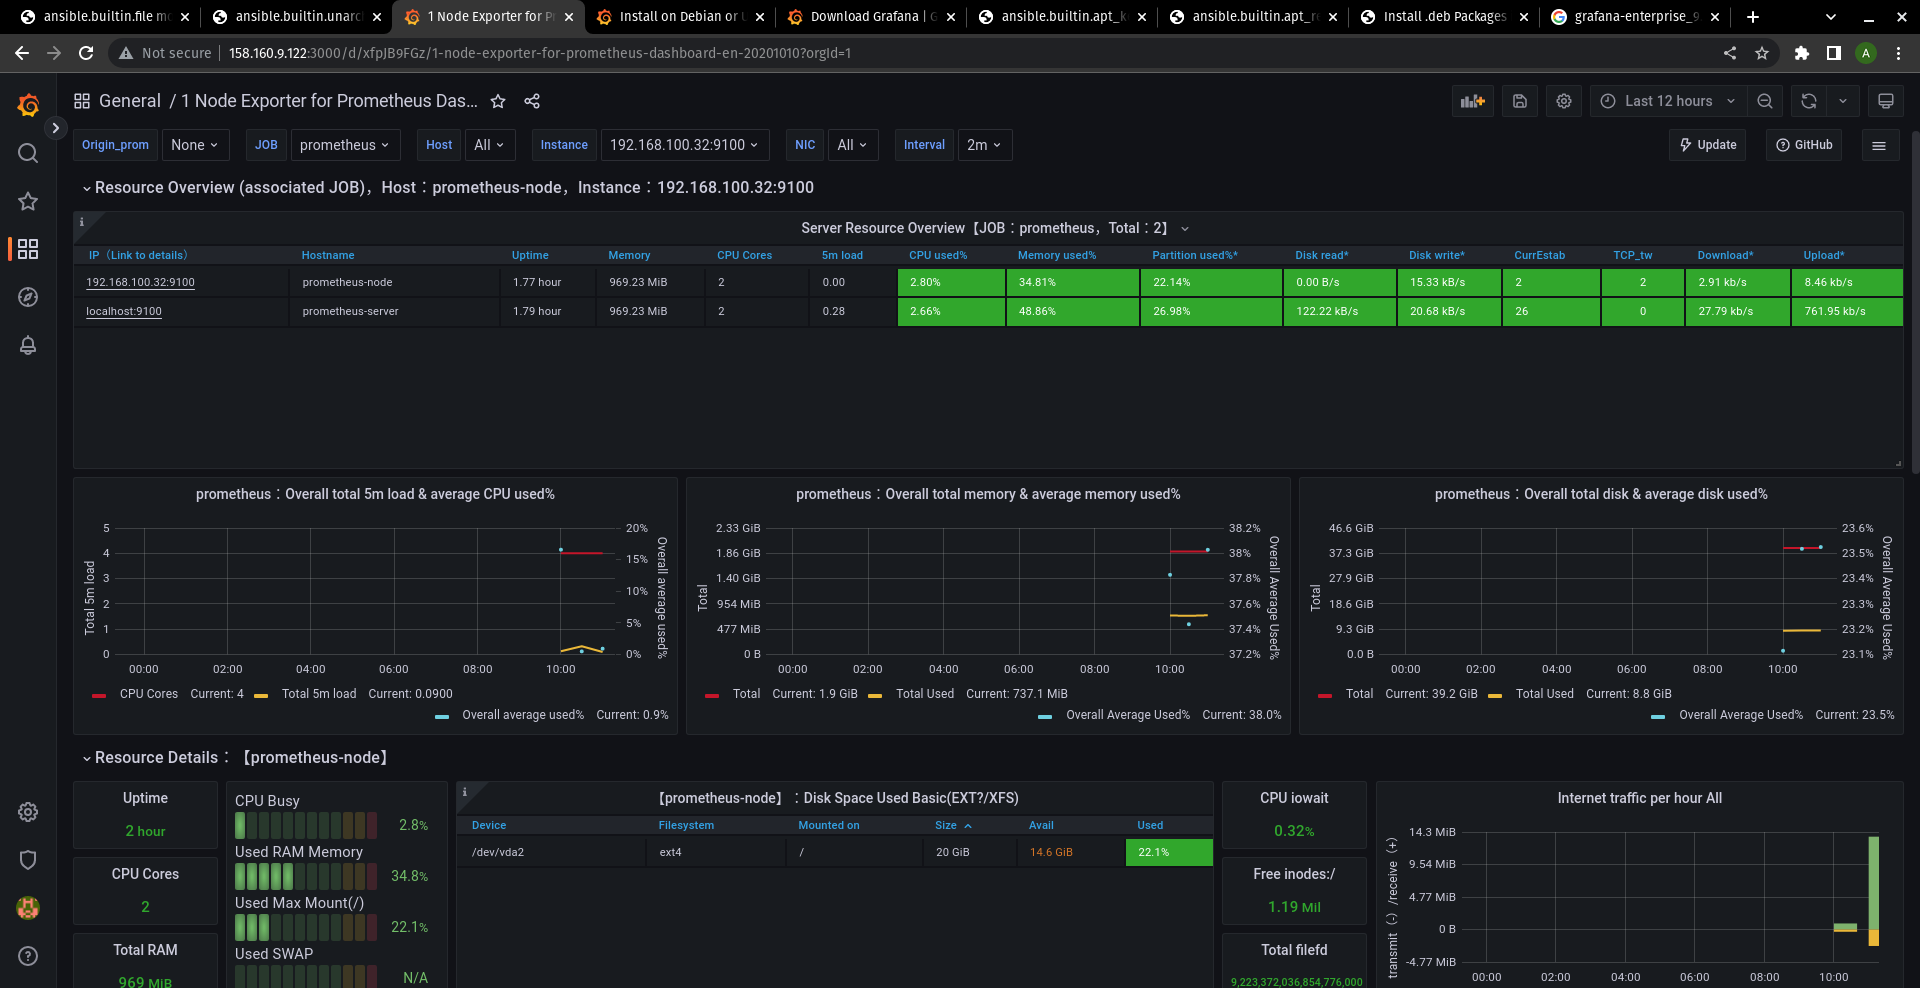 ansible.builtin.file mo
ansible.builtin.unarc
1 Node Exporter for P
Install on Debian or U
Download Grafana | G
ansible.builtin.apt_k
ansible.builtin.apt_re
Install .deb Packages
grafana-enterprise_9
Not secure
158.160.9.122:3000/d/xfpJB9FGz/1-node-exporter-for-prometheus-dashboard-en-20201010?orgId=1
A
General / 1 Node Exporter for Prometheus Das...
Last 12 hours
Origin_prom None JOB prometheus Host All Instance 192.168.100.32:9100 NIC All Interval 2m Update GitHub
Resource Overview (associated JOB)，Host：prometheus-node，Instance：192.168.100.32:9100
Server Resource Overview【JOB：prometheus，Total：2】
IP（Link to details） Hostname Uptime Memory CPU Cores 5m load CPU used% Memory used% Partition used%* Disk read* Disk write* CurrEstab TCP_tw Download* Upload*
192.168.100.32:9100 prometheus-node 1.77 hour 969.23 MiB 2 0.00 2.80% 34.81% 22.14% 0.00 B/s 15.33 kB/s 2 2 2.91 kb/s 8.46 kb/s
localhost:9100 prometheus-server 1.79 hour 969.23 MiB 2 0.28 2.66% 48.86% 26.98% 122.22 kB/s 20.68 kB/s 26 0 27.79 kb/s 761.95 kb/s
prometheus：Overall total 5m load & average CPU used%
Total 5m load
5
4
3
2
1
0
20%
15%
10%
5%
0%
Overall average used%
00:00 02:00 04:00 06:00 08:00 10:00
CPU Cores Current: 4 Total 5m load Current: 0.0900
Overall average used% Current: 0.9%
prometheus：Overall total memory & average memory used%
Total
2.33 GiB
1.86 GiB
1.40 GiB
954 MiB
477 MiB
0 B
38.2%
38%
37.8%
37.6%
37.4%
37.2%
Overall Average Used%
00:00 02:00 04:00 06:00 08:00 10:00
Total Current: 1.9 GiB Total Used Current: 737.1 MiB
Overall Average Used% Current: 38.0%
prometheus：Overall total disk & average disk used%
Total
46.6 GiB
37.3 GiB
27.9 GiB
18.6 GiB
9.3 GiB
0.0 B
23.6%
23.5%
23.4%
23.3%
23.2%
23.1%
Overall Average Used%
00:00 02:00 04:00 06:00 08:00 10:00
Total Current: 39.2 GiB Total Used Current: 8.8 GiB
Overall Average Used% Current: 23.5%
Resource Details：【prometheus-node】
Uptime
2 hour
CPU Cores
2
Total RAM
969 MiB
CPU Busy
2.8%
Used RAM Memory
34.8%
Used Max Mount(/)
22.1%
Used SWAP
N/A
【prometheus-node】：Disk Space Used Basic(EXT?/XFS)
Device Filesystem Mounted on Size Avail Used
/dev/vda2 ext4 / 20 GiB 14.6 GiB 22.1%
CPU iowait
0.32%
Free inodes:/
1.19 Mil
Total filefd
9,223,372,036,854,776,000
Internet traffic per hour All
transmit（-）/receive（+）
14.3 MiB
9.54 MiB
4.77 MiB
0 B
-4.77 MiB
00:00 02:00 04:00 06:00 08:00 10:00